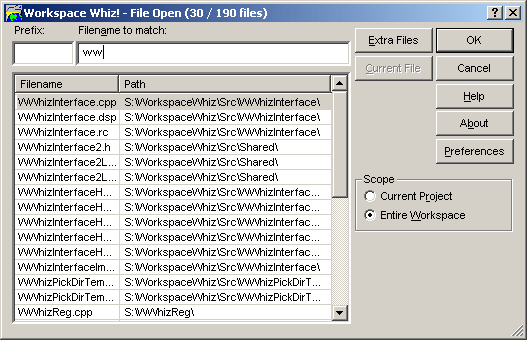 Workspace Whiz! - File Open (30 / 190 files)
Prefix: Filename to match:
ww
Extra Files OK
Current File Cancel
Help
About
Preferences
Filename Path
WWhizInterface.cpp S:\WorkspaceWhiz\Src\WWhizInterface\
WWhizInterface.dsp S:\WorkspaceWhiz\Src\WWhizInterface\
WWhizInterface.rc S:\WorkspaceWhiz\Src\WWhizInterface\
WWhizInterface2.h S:\WorkspaceWhiz\Src\Shared\
WWhizInterface2L... S:\WorkspaceWhiz\Src\Shared\
WWhizInterface2L... S:\WorkspaceWhiz\Src\Shared\
WWhizInterfaceH... S:\WorkspaceWhiz\Src\WWhizInterfac...
WWhizInterfaceH... S:\WorkspaceWhiz\Src\WWhizInterfac...
WWhizInterfaceH... S:\WorkspaceWhiz\Src\WWhizInterfac...
WWhizInterfaceH... S:\WorkspaceWhiz\Src\WWhizInterfac...
WWhizInterfaceIm... S:\WorkspaceWhiz\Src\WWhizInterface\
WWhizPickDirTem... S:\WorkspaceWhiz\Src\WWhizPickDirT...
WWhizPickDirTem... S:\WorkspaceWhiz\Src\WWhizPickDirT...
WWhizReg.cpp S:\WWhizReg\
Scope
Current Project
Entire Workspace